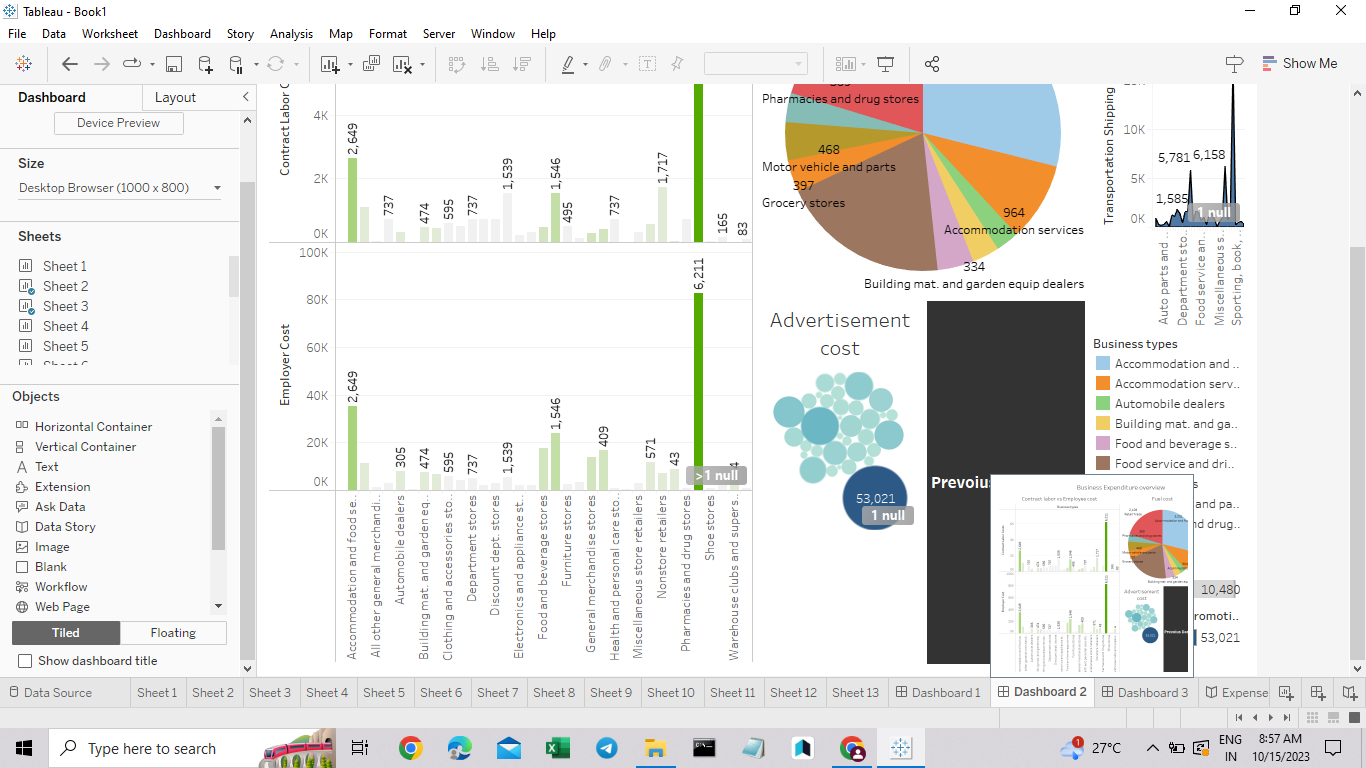 Tableau - Book1
File Data Worksheet Dashboard Story Analysis Map Format Server Window Help
Show Me
Dashboard Layout
Device Preview
Size
Desktop Browser (1000 x 800)
Sheets
Sheet 1
Sheet 2
Sheet 3
Sheet 4
Sheet 5
Objects
Horizontal Container
Vertical Container
Text
Extension
Ask Data
Data Story
Image
Blank
Workflow
Web Page
Tiled Floating
Show dashboard title
Contract Labor C
4K
2K
0K
2,649
737
474
595
737
1,539
1,546
495
737
1,717
165
83
Employer Cost
100K
80K
60K
40K
20K
0K
2,649
305
474
595
737
1,539
1,546
409
571
43
6,211
>1 null
Accommodation and food se..
All other general merchandi..
Automobile dealers
Building mat. and garden eq..
Clothing and accessories sto..
Department stores
Discount dept. stores
Electronics and appliance st..
Food and beverage stores
Furniture stores
General merchandise stores
Health and personal care sto..
Miscellaneous store retailers
Nonstore retailers
Pharmacies and drug stores
Shoe stores
Warehouse clubs and supers..
Pharmacies and drug stores
468
Motor vehicle and parts
397
Grocery stores
964
Accommodation services
334
Building mat. and garden equip dealers
Transportation Shipping
10K
5K
0K
5,781
6,158
1,585
1 null
Auto parts and ..
Department sto..
Food service an..
Miscellaneous s..
Sporting, book, ..
Advertisement
cost
53,021
1 null
Prevoius
Business types
Accommodation and ..
Accommodation serv..
Automobile dealers
Building mat. and ga..
Food and beverage s..
Food service and dri..
and pa..
nd drug..
10,480
romoti..
53,021
Business Expenditure overview
Contract labor vs Employee cost
Fuel cost
Business types
Advertisement
cost
Data Source Sheet 1 Sheet 2 Sheet 3 Sheet 4 Sheet 5 Sheet 6 Sheet 7 Sheet 8 Sheet 9 Sheet 10 Sheet 11 Sheet 12 Sheet 13 Dashboard 1 Dashboard 2 Dashboard 3 Expense
Type here to search
1
27°C
ENG
IN
8:57 AM
10/15/2023